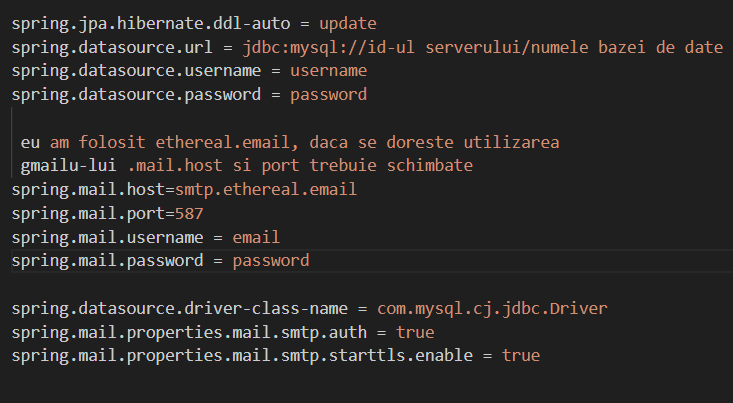 spring.jpa.hibernate.ddl-auto = update
spring.datasource.url = jdbc:mysql://id-ul serverului/numele bazei de date
spring.datasource.username = username
spring.datasource.password = password
eu am folosit ethereal.email, daca se doreste utilizarea
gmailu-lui .mail.host si port trebuie schimbate
spring.mail.host=smtp.ethereal.email
spring.mail.port=587
spring.mail.username = email
spring.mail.password = password
spring.datasource.driver-class-name = com.mysql.cj.jdbc.Driver
spring.mail.properties.mail.smtp.auth = true
spring.mail.properties.mail.smtp.starttls.enable = true